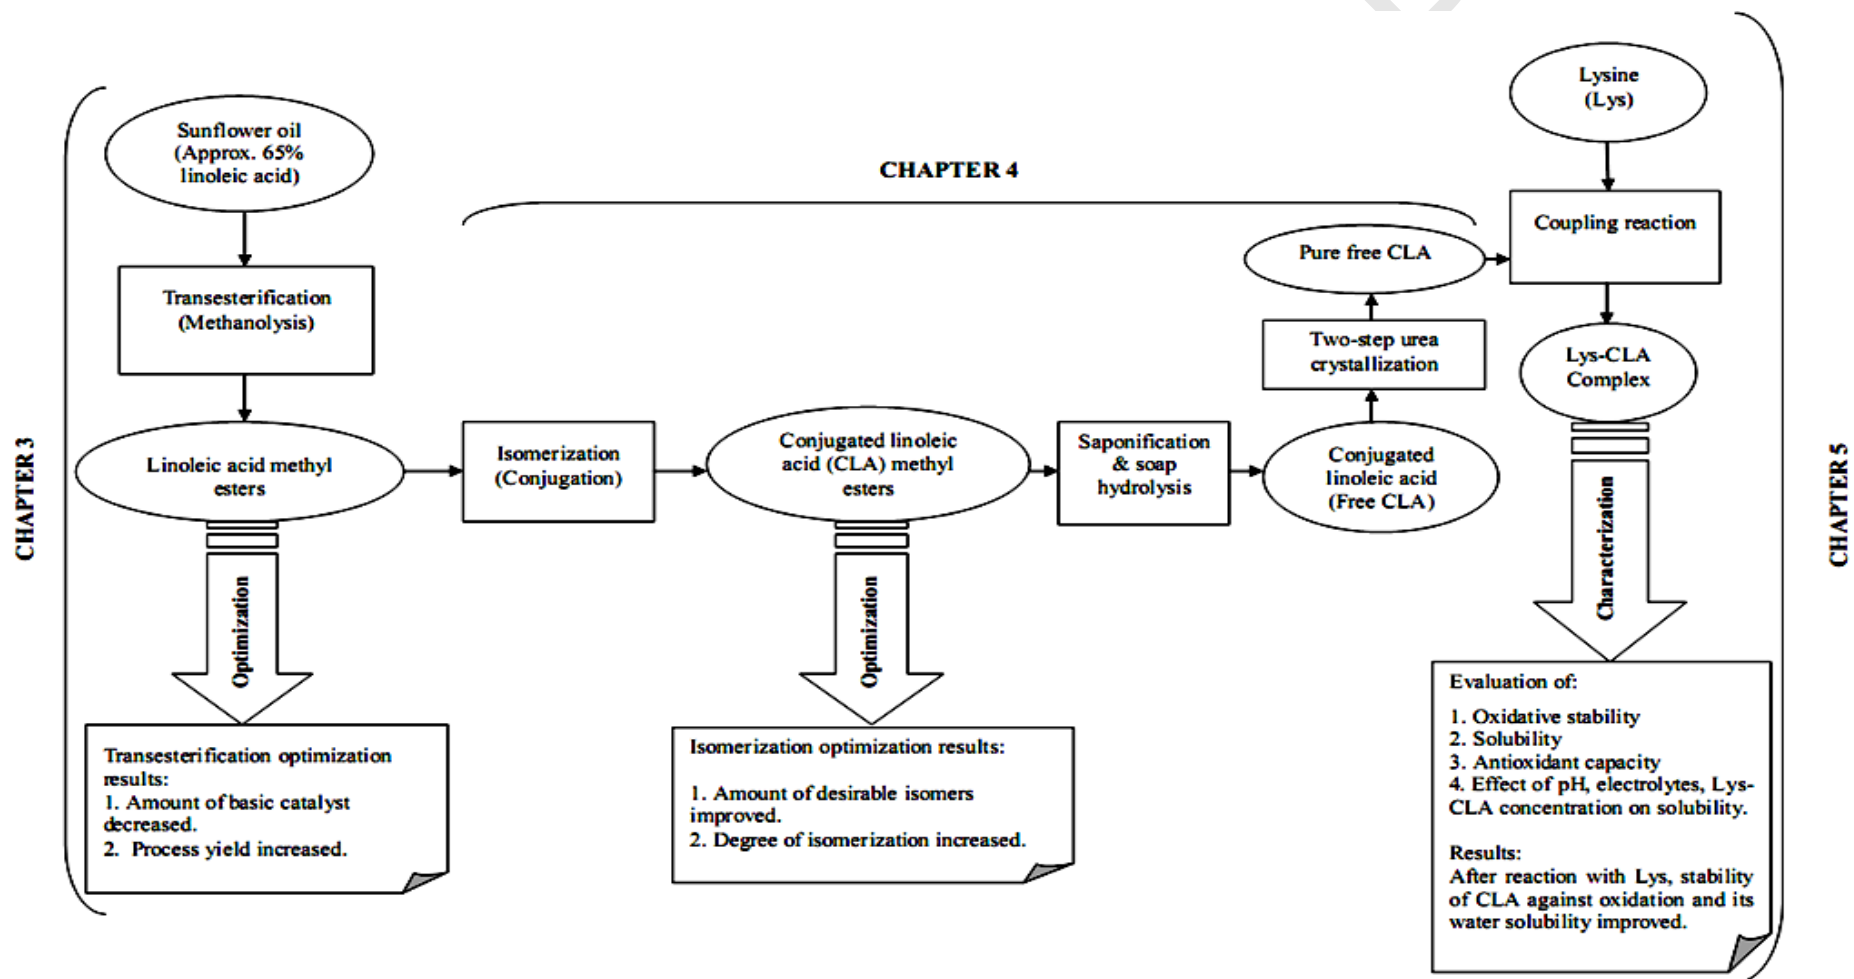 CHAPTER 3
Sunflower oil
(Approx. 65%
linoleic acid)
Transesterification
(Methanolysis)
Linoleic acid methyl
esters
Optimization
Transesterification optimization
results:
1. Amount of basic catalyst
decreased.
2. Process yield increased.
CHAPTER 4
Isomerization
(Conjugation)
Conjugated linoleic
acid (CLA) methyl
esters
Optimization
Isomerization optimization results:
1. Amount of desirable isomers
improved.
2. Degree of isomerization increased.
Saponification
& soap
hydrolysis
Conjugated
linoleic acid
(Free CLA)
Two-step urea
crystallization
Pure free CLA
CHAPTER 5
Lysine
(Lys)
Coupling reaction
Lys-CLA
Complex
Characterization
Evaluation of:
1. Oxidative stability
2. Solubility
3. Antioxidant capacity
4. Effect of pH, electrolytes, Lys-
CLA concentration on solubility.
Results:
After reaction with Lys, stability
of CLA against oxidation and its
water solubility improved.